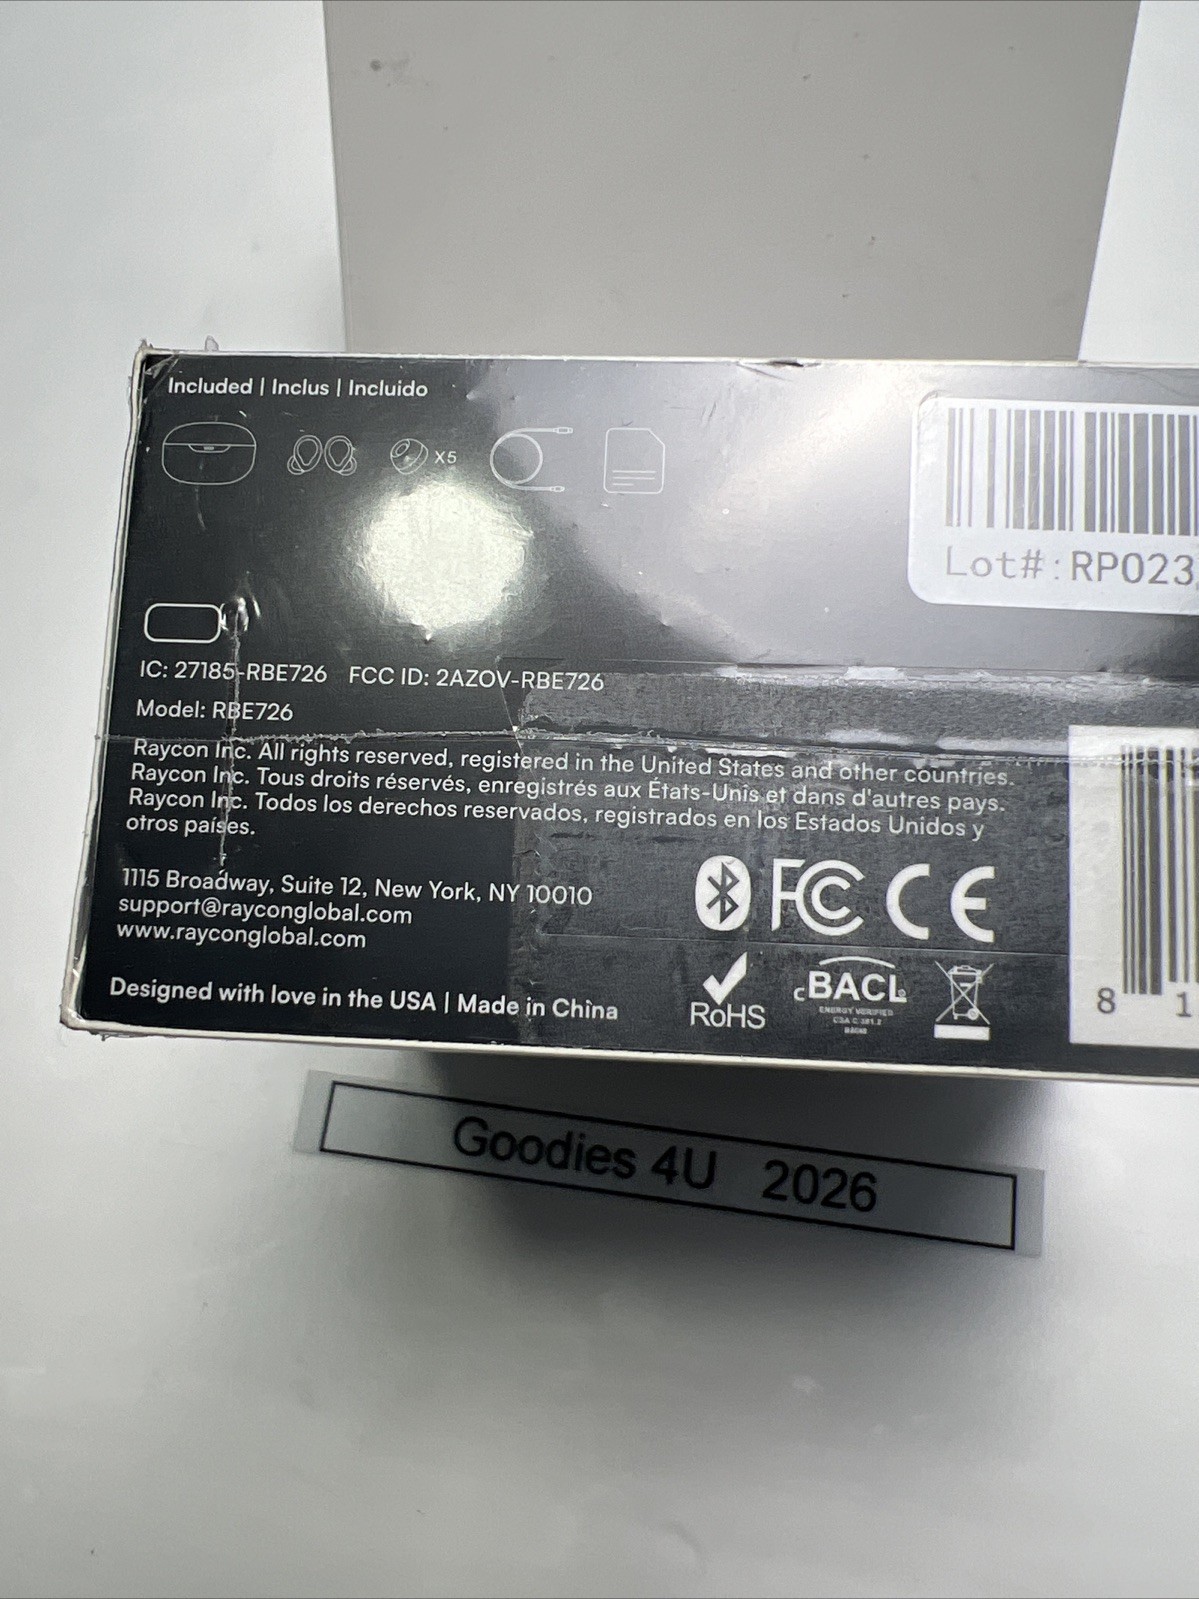 Included | Inclus | Incluido
X5
Lot#: RP023
IC: 27185-RBE726 FCC ID: 2AZOV-RBE726
Model: RBE726
Raycon Inc. All rights reserved, registered in the United States and other countries.
Raycon Inc. Tous droits réservés, enregistrés aux États-Unis et dans d'autres pays.
Raycon Inc. Todos los derechos reservados, registrados en los Estados Unidos y
otros países.
1115 Broadway, Suite 12, New York, NY 10010
support@rayconglobal.com
www.rayconglobal.com
FC CE
Designed with love in the USA | Made in China
RoHS
cBACL
ENERGY VERIFIED
8 1
Goodies 4U 2026